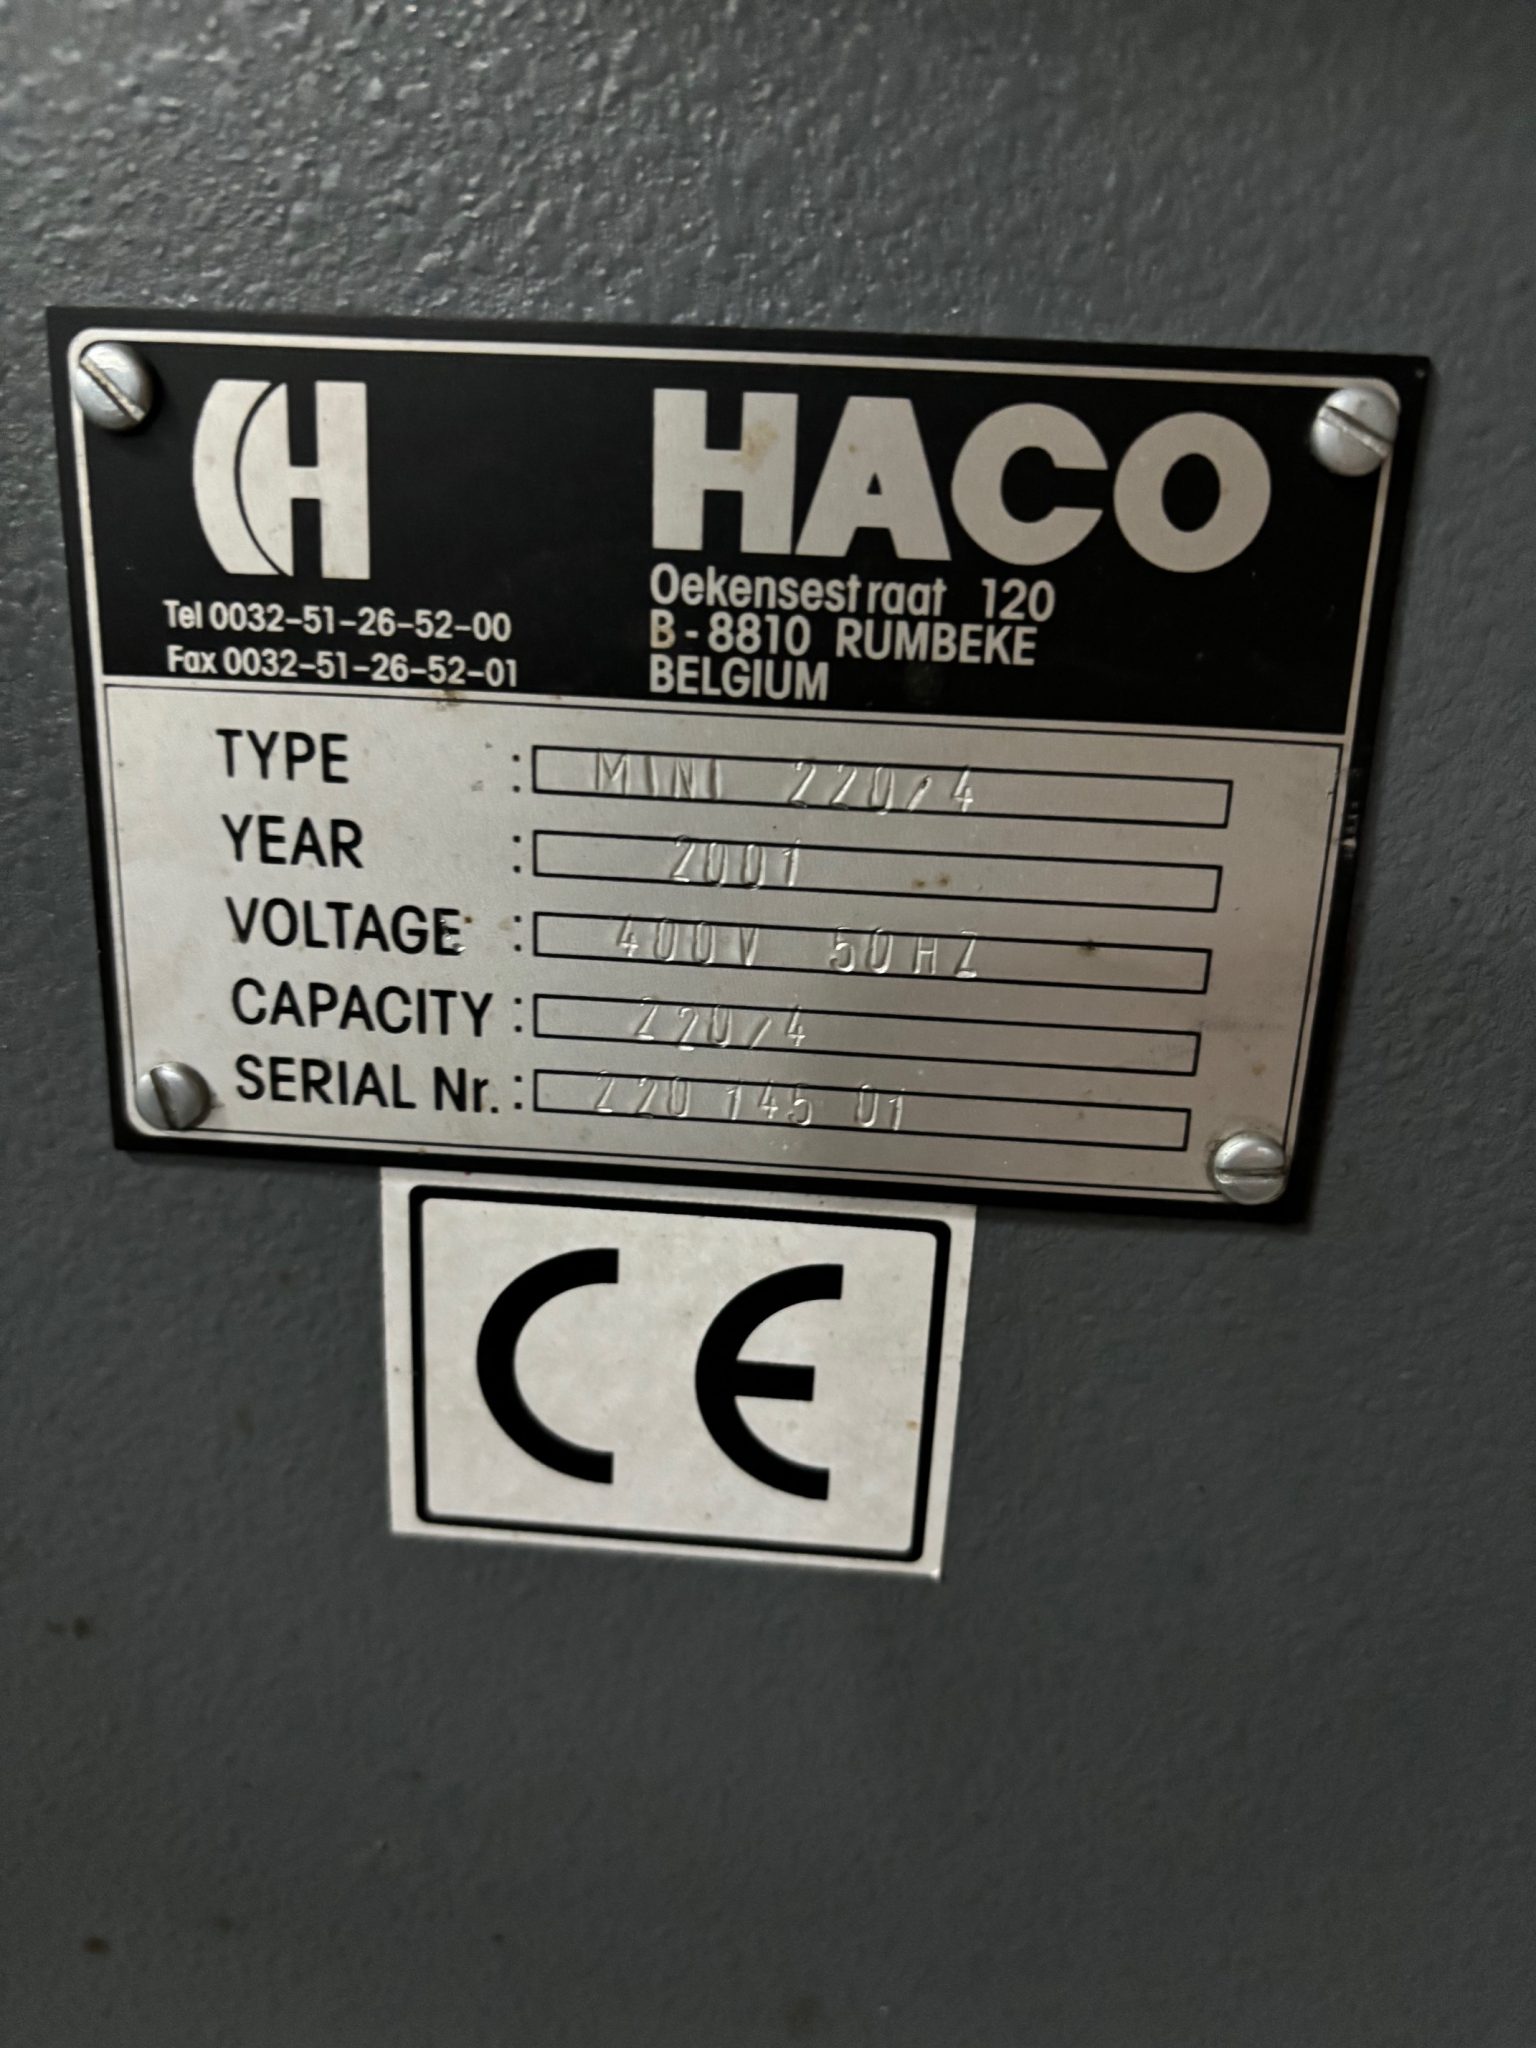 HACO
Oekensestraat 120
B-8810 RUMBEKE
BELGIUM
Tel 0032-51-26-52-00
Fax 0032-51-26-52-01
TYPE : MINI 220/4
YEAR : 2001
VOLTAGE : 400V 50HZ
CAPACITY : 220/4
SERIAL Nr. : 220 145 01
CE